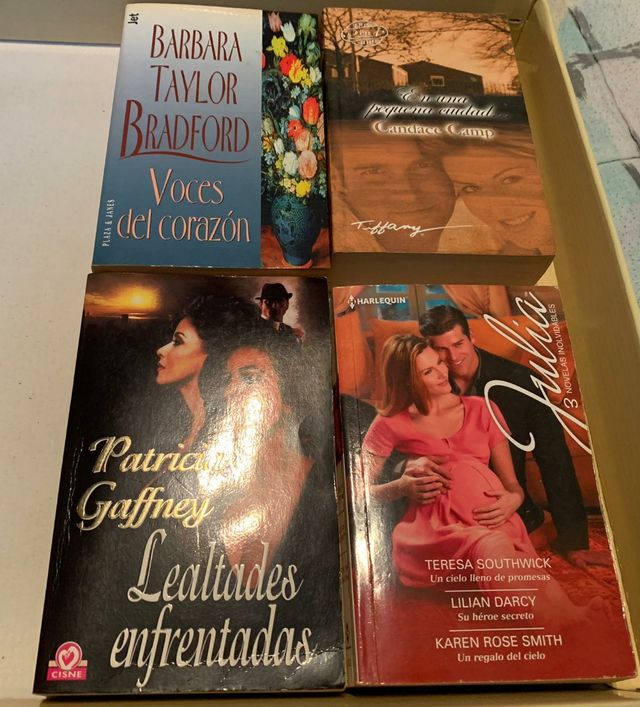 Jet
BARBARA
TAYLOR
BRADFORD
Voces
del corazón
PLAZA & JANES
En una
pequeña ciudad...
Candace Camp
Tiffany
Patricia
Gaffney
Lealtades
enfrentadas
CISNE
HARLEQUIN
Julia
3 NOVELAS INOLVIDABLES
TERESA SOUTHWICK
Un cielo lleno de promesas
LILIAN DARCY
Su héroe secreto
KAREN ROSE SMITH
Un regalo del cielo